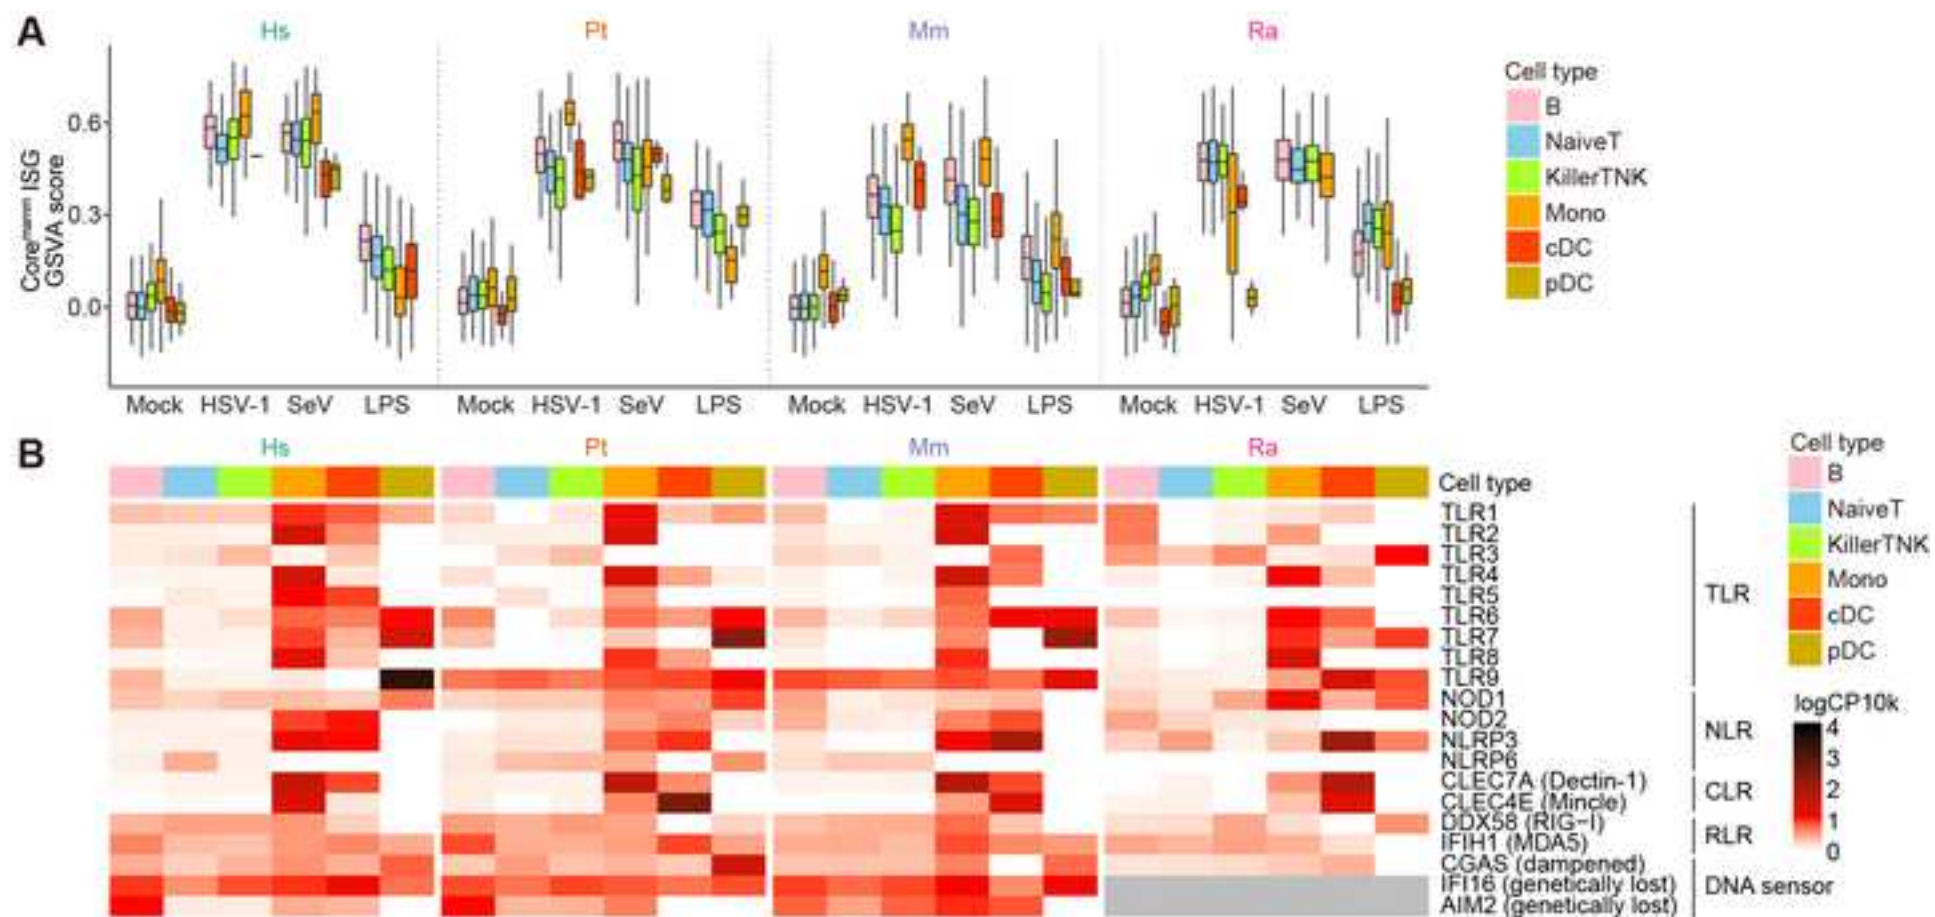 A
Hs
Pt
Mm
Ra
Core^mamm ISG
GSVA score
0.6
0.3
0.0
Mock HSV-1 SeV LPS
Mock HSV-1 SeV LPS
Mock HSV-1 SeV LPS
Mock HSV-1 SeV LPS
Cell type
B
NaiveT
KillerTNK
Mono
cDC
pDC
B
Hs
Pt
Mm
Ra
Cell type
TLR1
TLR2
TLR3
TLR4
TLR5
TLR6
TLR7
TLR8
TLR9
NOD1
NOD2
NLRP3
NLRP6
CLEC7A (Dectin-1)
CLEC4E (Mincle)
DDX58 (RIG−I)
IFIH1 (MDA5)
CGAS (dampened)
IFI16 (genetically lost)
AIM2 (genetically lost)
TLR
NLR
CLR
RLR
DNA sensor
Cell type
B
NaiveT
KillerTNK
Mono
cDC
pDC
logCP10k
4
3
2
1
0